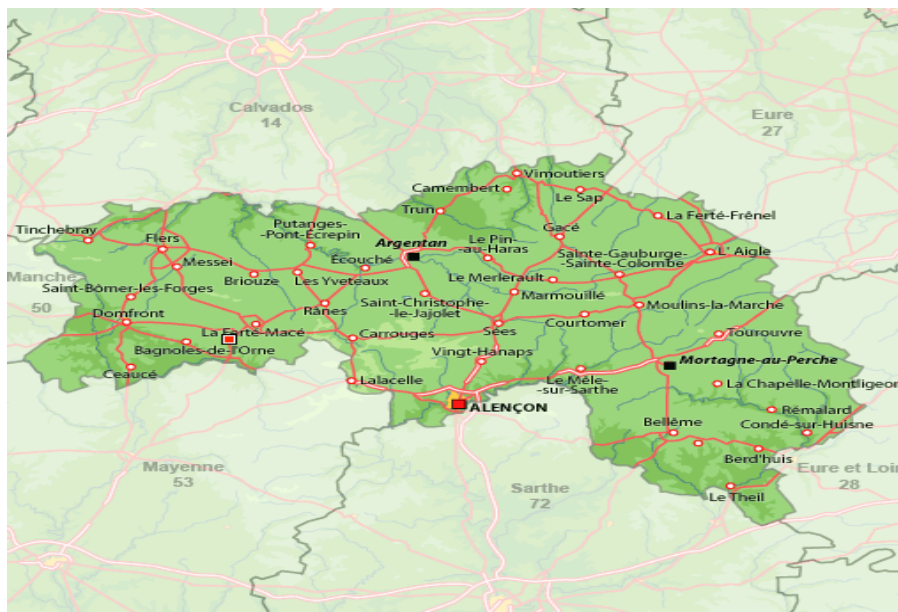 Calvados
14
Eure
27
Vimoutiers
Camembert
Le Sap
Trun
La Ferté-Frênel
Putanges-
-Pont-Écrepin
Gacé
Tinchebray
Flers
Argentan
Le Pin-
-au-Haras
L' Aigle
Sainte-Gauburge-
-Sainte-Colombe
Messei
Écouché
Manche
50
Briouze
Les Yveteaux
Le Merlerault
Saint-Bômer-les-Forges
Marmouillé
Saint-Christophe-
-le-Jajolet
Moulins-la-Marche
Rânes
Domfront
Courtomer
La Ferté-Macé
Carrouges
Sées
Tourouvre
Bagnoles-de-l'Orne
Vingt-Hanaps
Mortagne-au-Perche
Ceaucé
Lalacelle
Le Mêle-
-sur-Sarthe
La Chapelle-Montligeon
ALENÇON
Rémalard
Bellême
Condé-sur-Huisne
Berd'huis
Mayenne
53
Eure et Loir
28
Sarthe
72
Le Theil